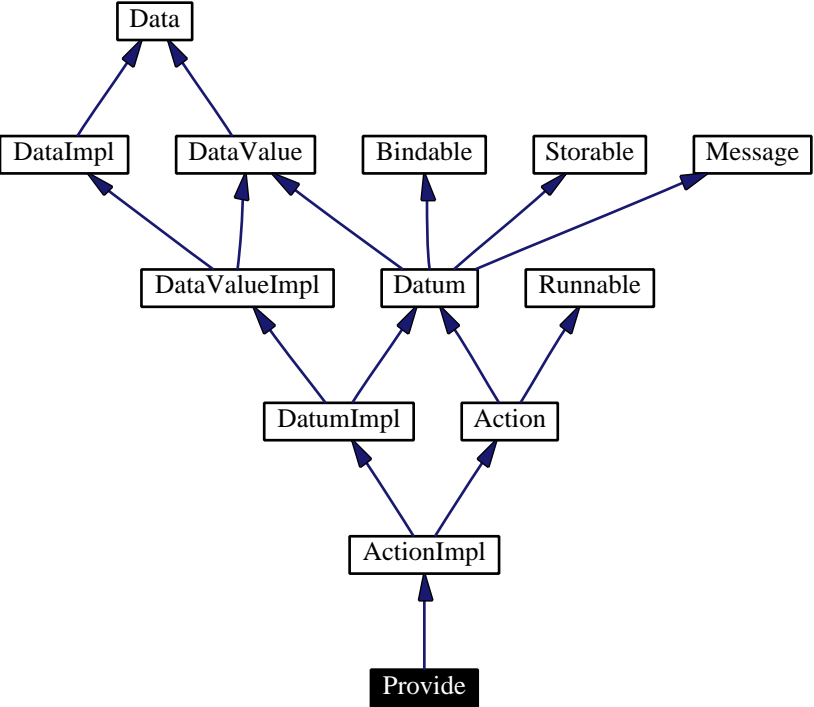 Data
DataImpl
DataValue
Bindable
Storable
Message
DataValueImpl
Datum
Runnable
DatumImpl
Action
ActionImpl
Provide